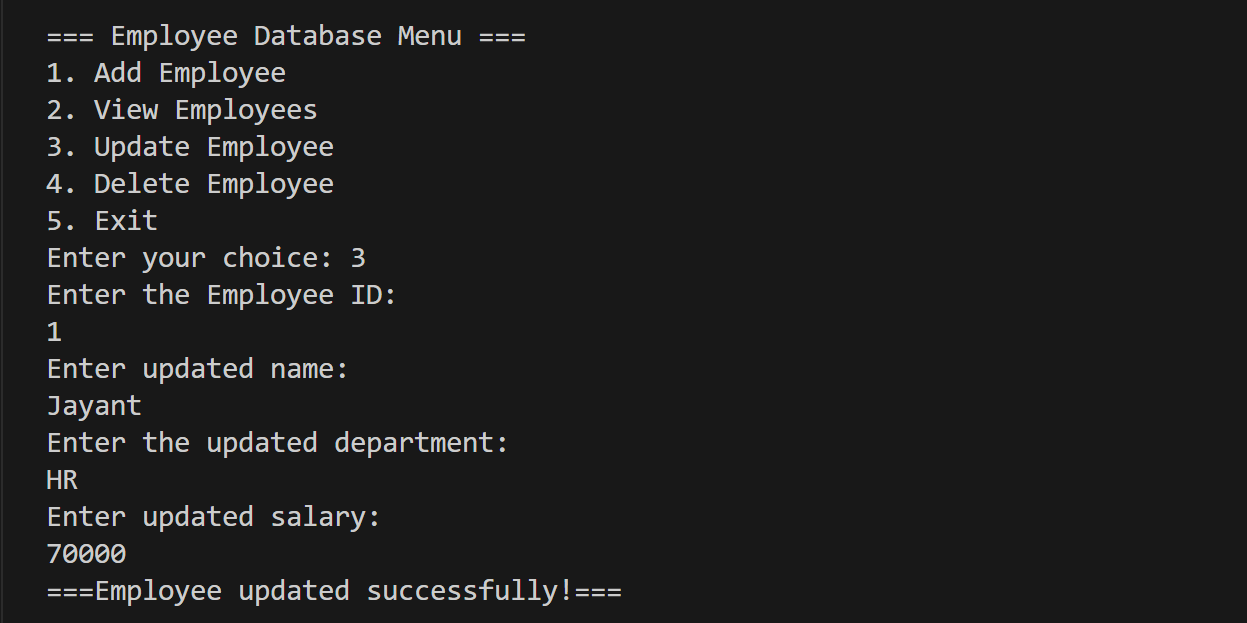 === Employee Database Menu ===
1. Add Employee
2. View Employees
3. Update Employee
4. Delete Employee
5. Exit
Enter your choice: 3
Enter the Employee ID:
1
Enter updated name:
Jayant
Enter the updated department:
HR
Enter updated salary:
70000
===Employee updated successfully!===